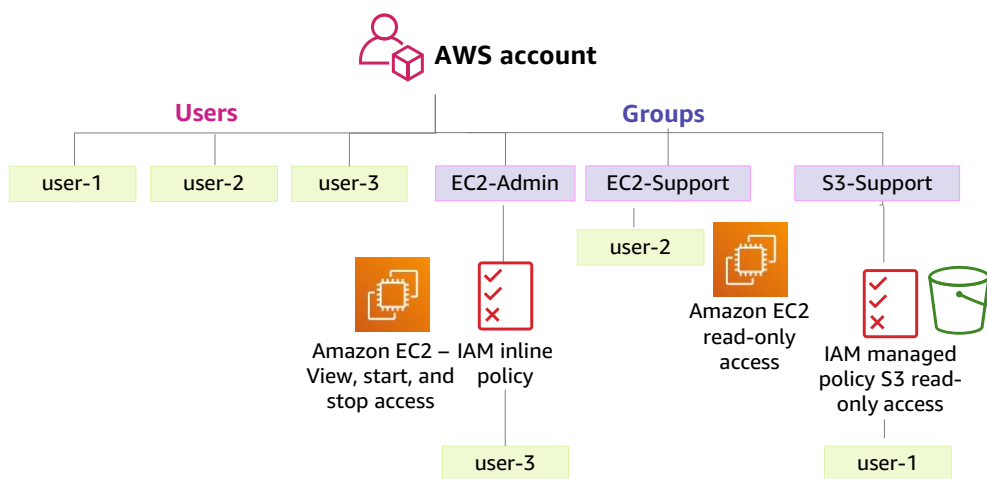 AWS account
Users
Groups
user-1
user-2
user-3
EC2-Admin
EC2-Support
S3-Support
user-2
Amazon EC2 –
View, start, and
stop access
IAM inline
policy
Amazon EC2
read-only
access
IAM managed
policy S3 read-
only access
user-3
user-1